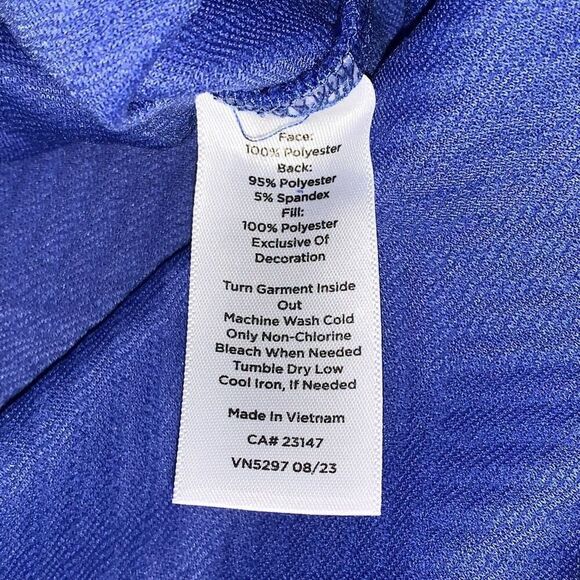 Face:
100% Polyester
Back:
95% Polyester
5% Spandex
Fill:
100% Polyester
Exclusive Of
Decoration
Turn Garment Inside
Out
Machine Wash Cold
Only Non-Chlorine
Bleach When Needed
Tumble Dry Low
Cool Iron, If Needed
Made In Vietnam
CA# 23147
VN5297 08/23